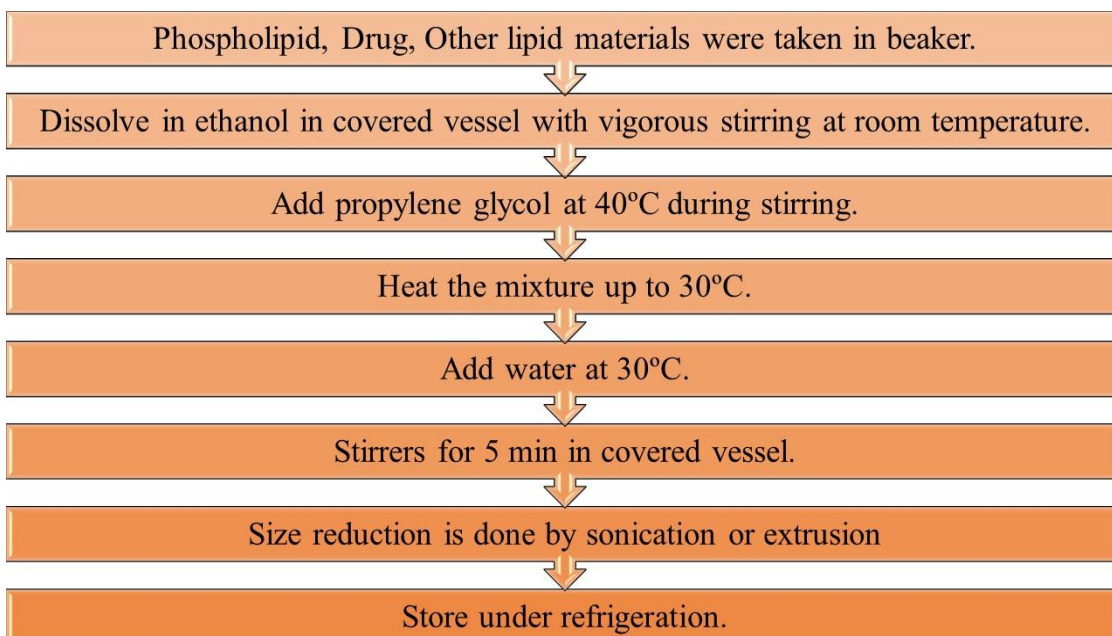 Phospholipid, Drug, Other lipid materials were taken in beaker.
Dissolve in ethanol in covered vessel with vigorous stirring at room temperature.
Add propylene glycol at 40ºC during stirring.
Heat the mixture up to 30ºC.
Add water at 30ºC.
Stirrers for 5 min in covered vessel.
Size reduction is done by sonication or extrusion
Store under refrigeration.